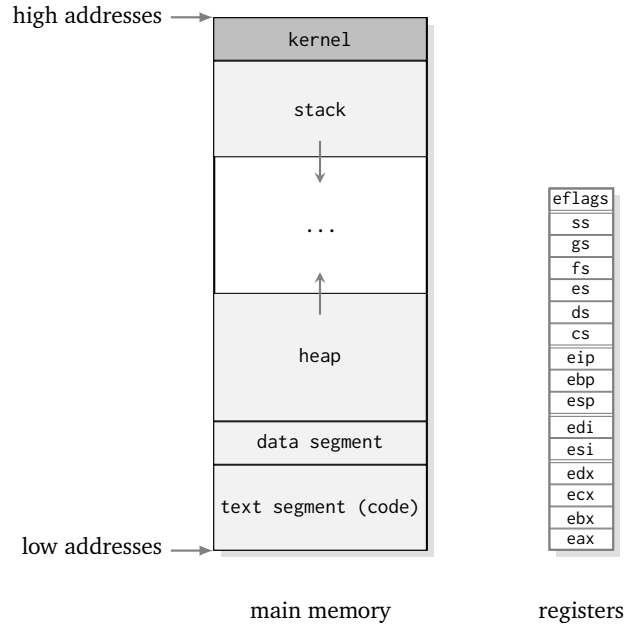 high addresses
kernel
stack
...
heap
data segment
text segment (code)
low addresses
main memory
eflags
ss
gs
fs
es
ds
cs
eip
ebp
esp
edi
esi
edx
ecx
ebx
eax
registers